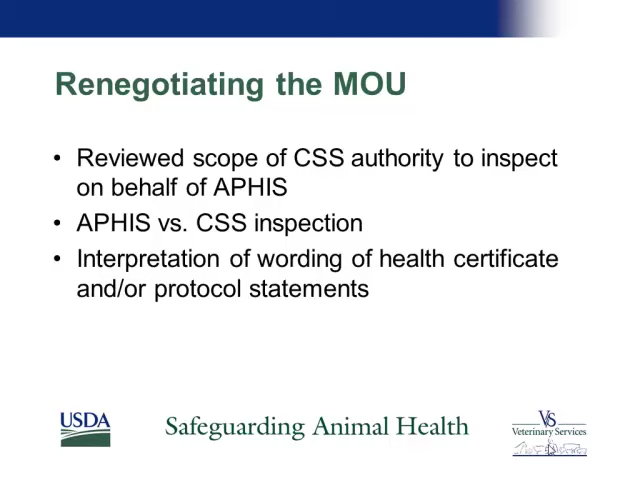 Renegotiating the MOU
• Reviewed scope of CSS authority to inspect
on behalf of APHIS
• APHIS vs. CSS inspection
• Interpretation of wording of health certificate
and/or protocol statements
USDA
Safeguarding Animal Health
VS
Veterinary Services